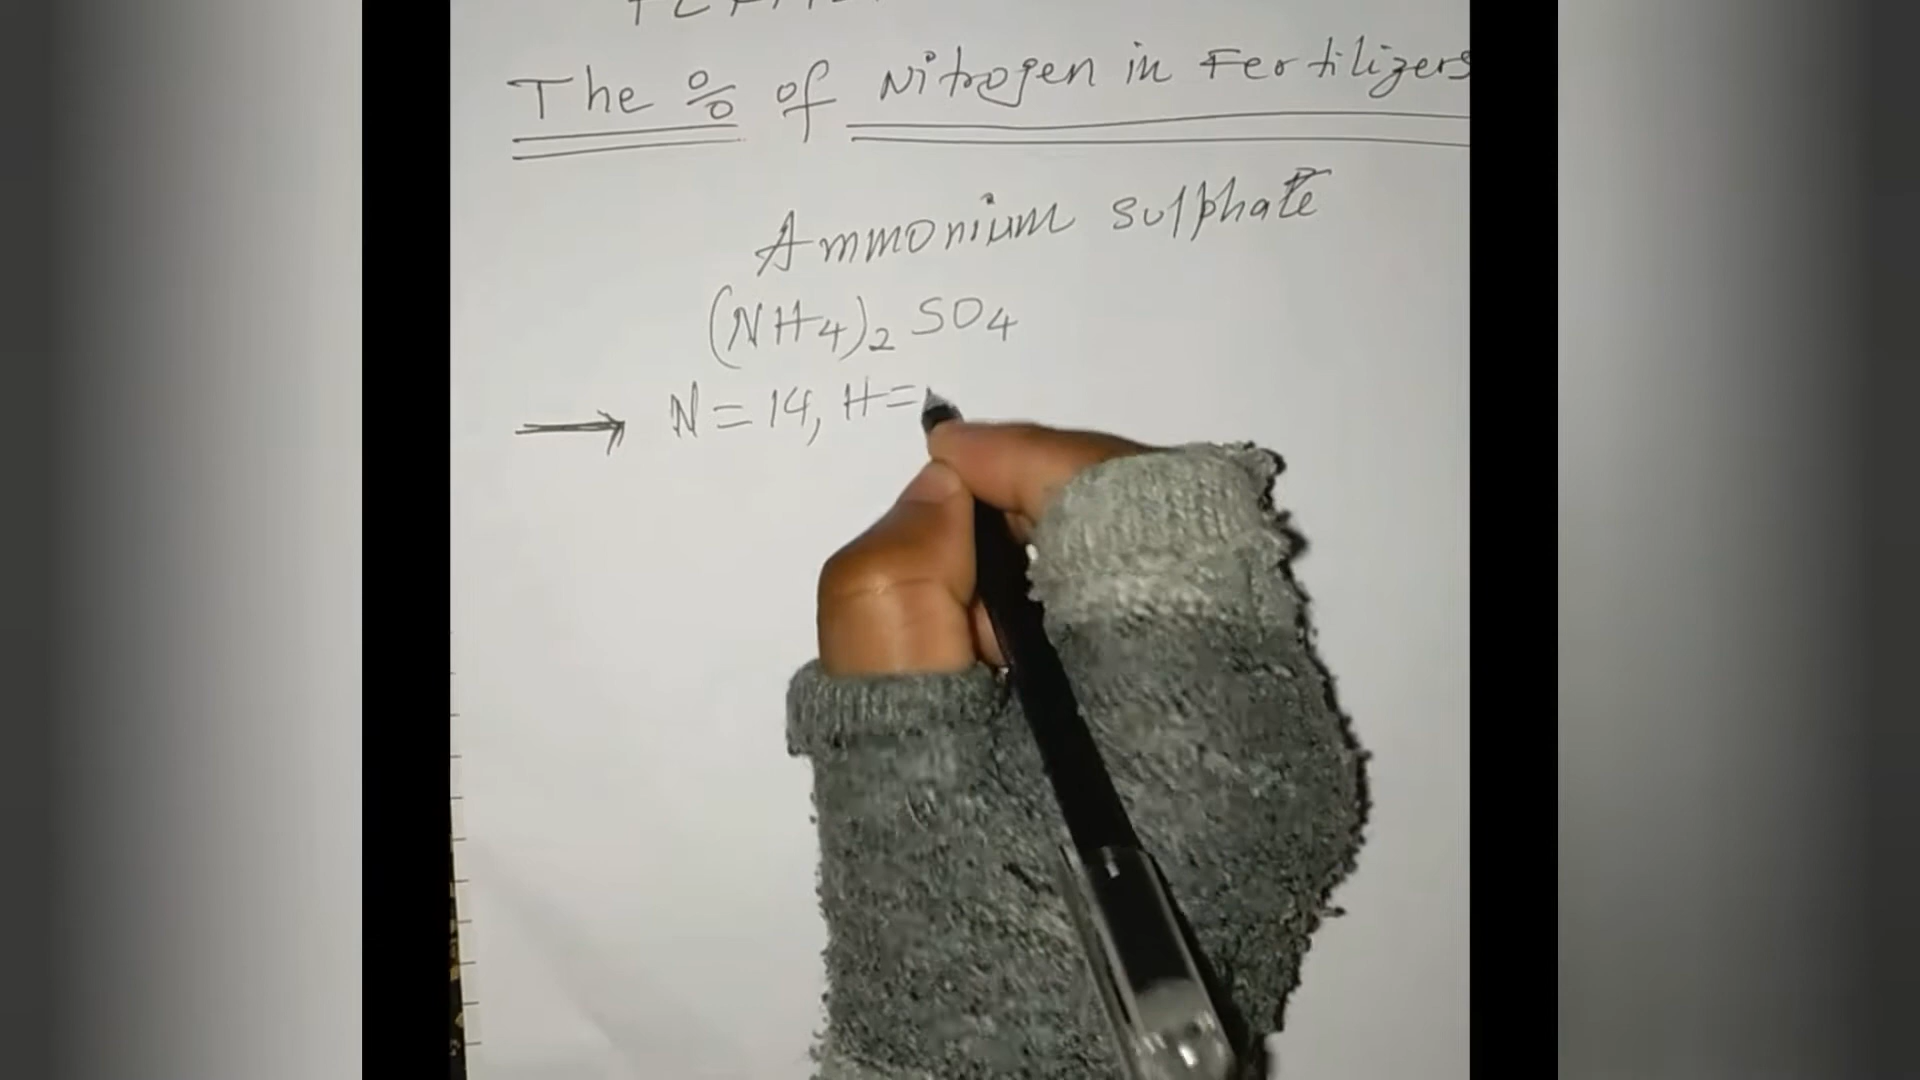 The % of Nitrogen in Fertilizers
Ammonium sulphate
(NH4)2 SO4
→ N = 14, H =